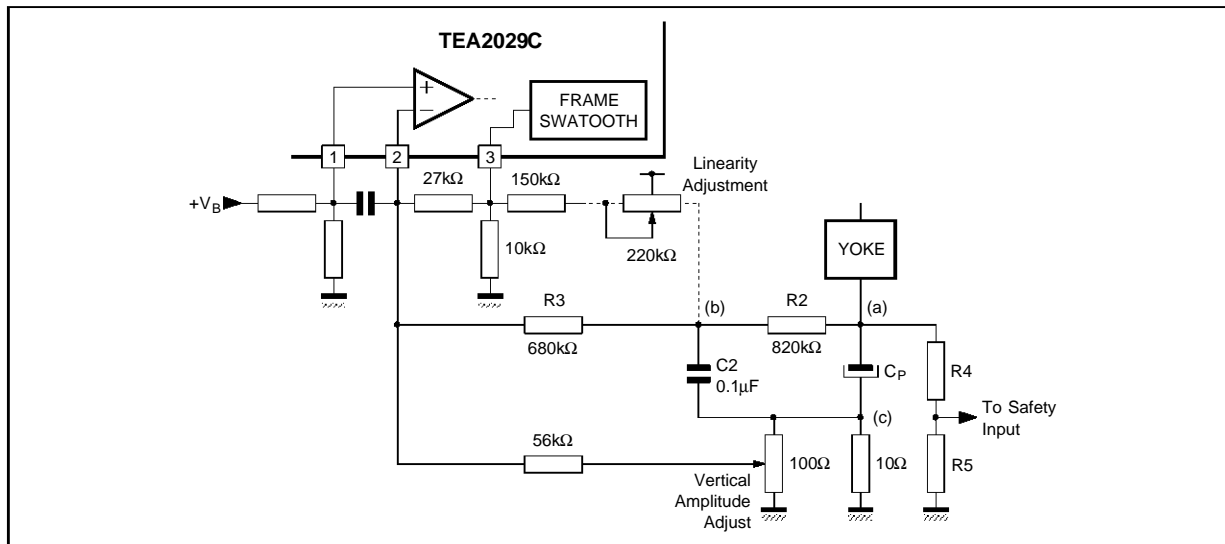 TEA2029C
+
−
FRAME
SWATOOTH
1
2
3
Linearity
Adjustment
27kΩ
150kΩ
+VB
10kΩ
220kΩ
YOKE
R3
(b)
R2
(a)
680kΩ
820kΩ
C2
0.1µF
CP
R4
(c)
To Safety
Input
56kΩ
100Ω
10Ω
R5
Vertical
Amplitude
Adjust